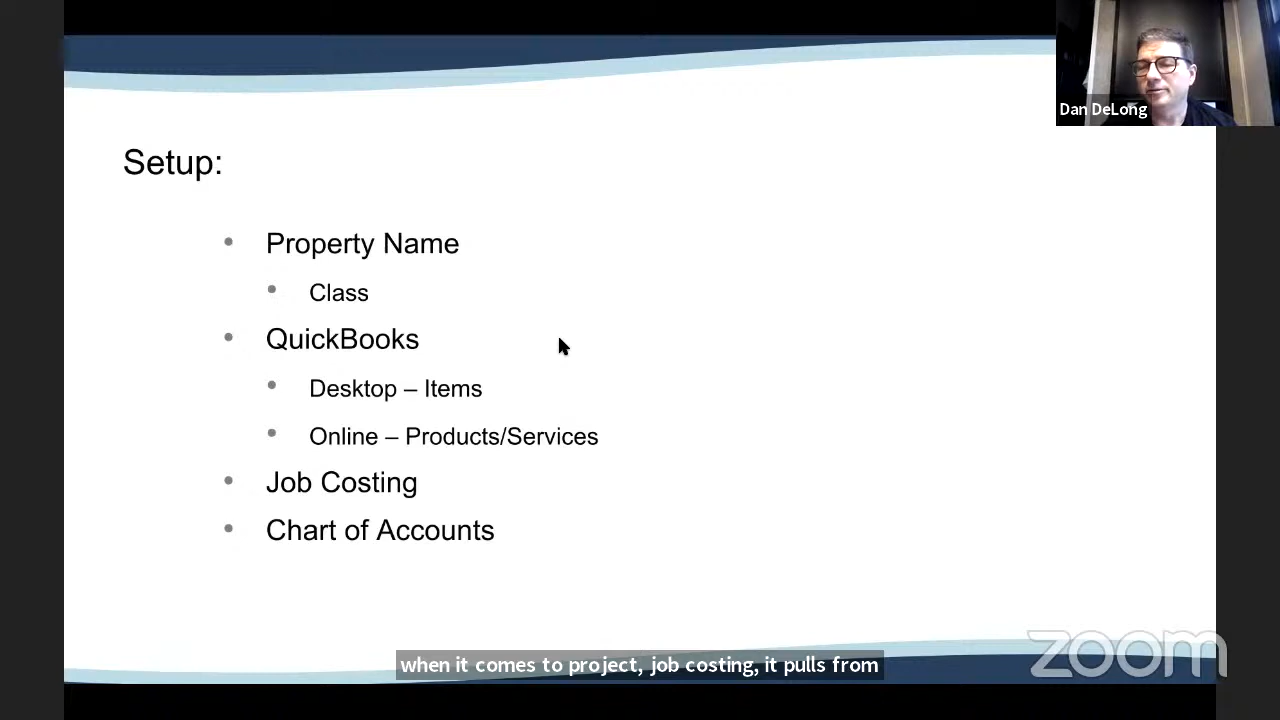 Dan DeLong
Setup:
Property Name
Class
QuickBooks
Desktop – Items
Online – Products/Services
Job Costing
Chart of Accounts
when it comes to project, job costing, it pulls from
zoom